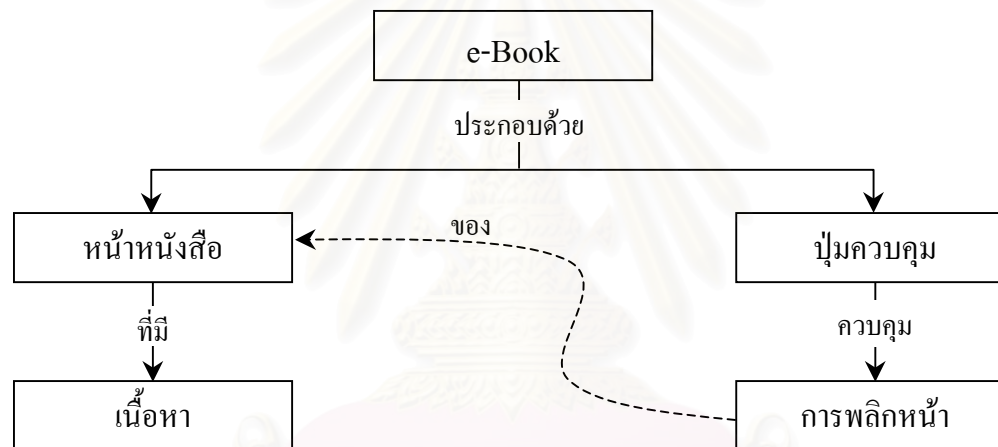 e-Book
ประกอบด้วย
หน้าหนังสือ
ของ
ปุ่มควบคุม
ที่มี
ควบคุม
เนื้อหา
การพลิกหน้า